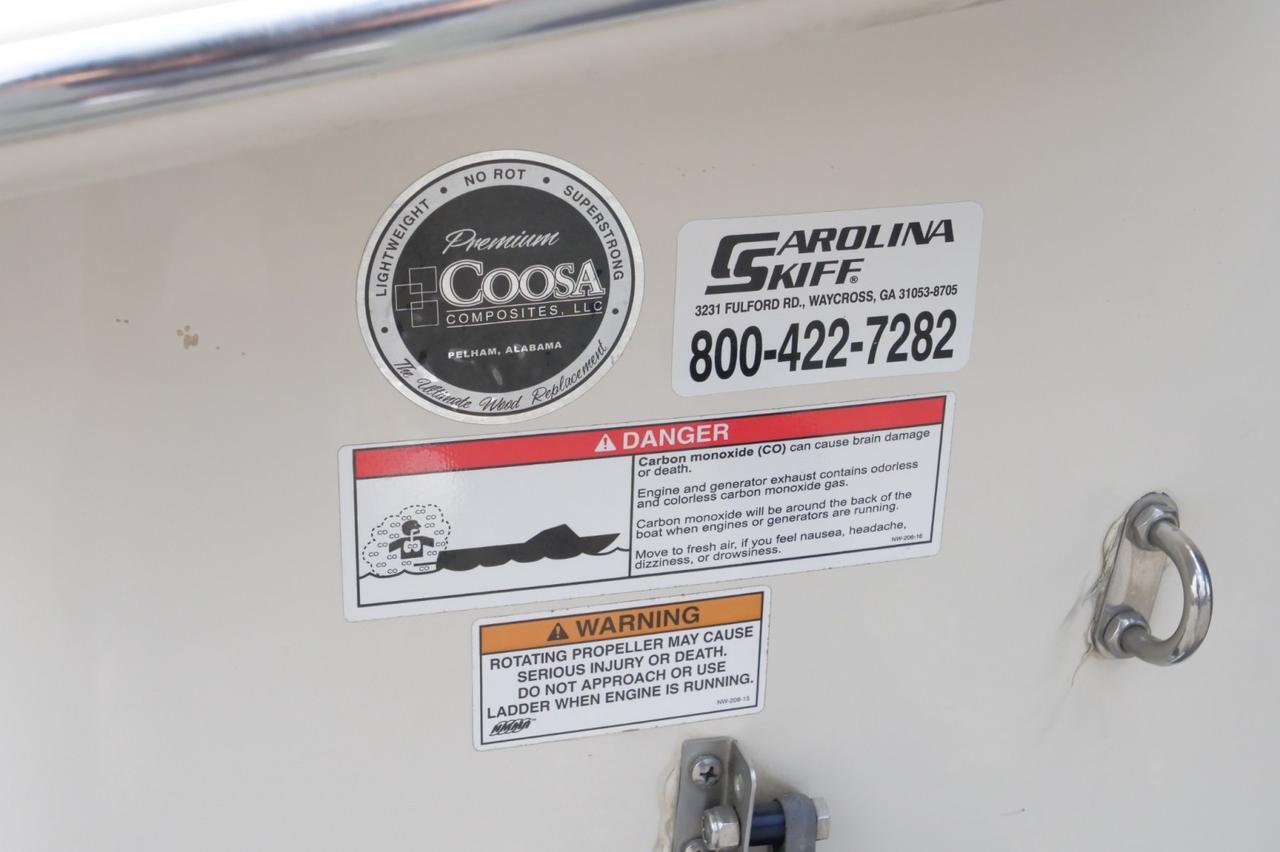 LIGHTWEIGHT • NO ROT • SUPERSTRONG
Premium
COOSA
COMPOSITES, LLC
PELHAM, ALABAMA
The Ultimate Wood Replacement
CAROLINA
SKIFF®
3231 FULFORD RD., WAYCROSS, GA 31053-8705
800-422-7282
DANGER
Carbon monoxide (CO) can cause brain damage
or death.
Engine and generator exhaust contains odorless
and colorless carbon monoxide gas.
Carbon monoxide will be around the back of the
boat when engines or generators are running.
Move to fresh air, if you feel nausea, headache,
dizziness, or drowsiness.
NW-208-16
WARNING
ROTATING PROPELLER MAY CAUSE
SERIOUS INJURY OR DEATH.
DO NOT APPROACH OR USE
LADDER WHEN ENGINE IS RUNNING.
NW-208-15
NMMA